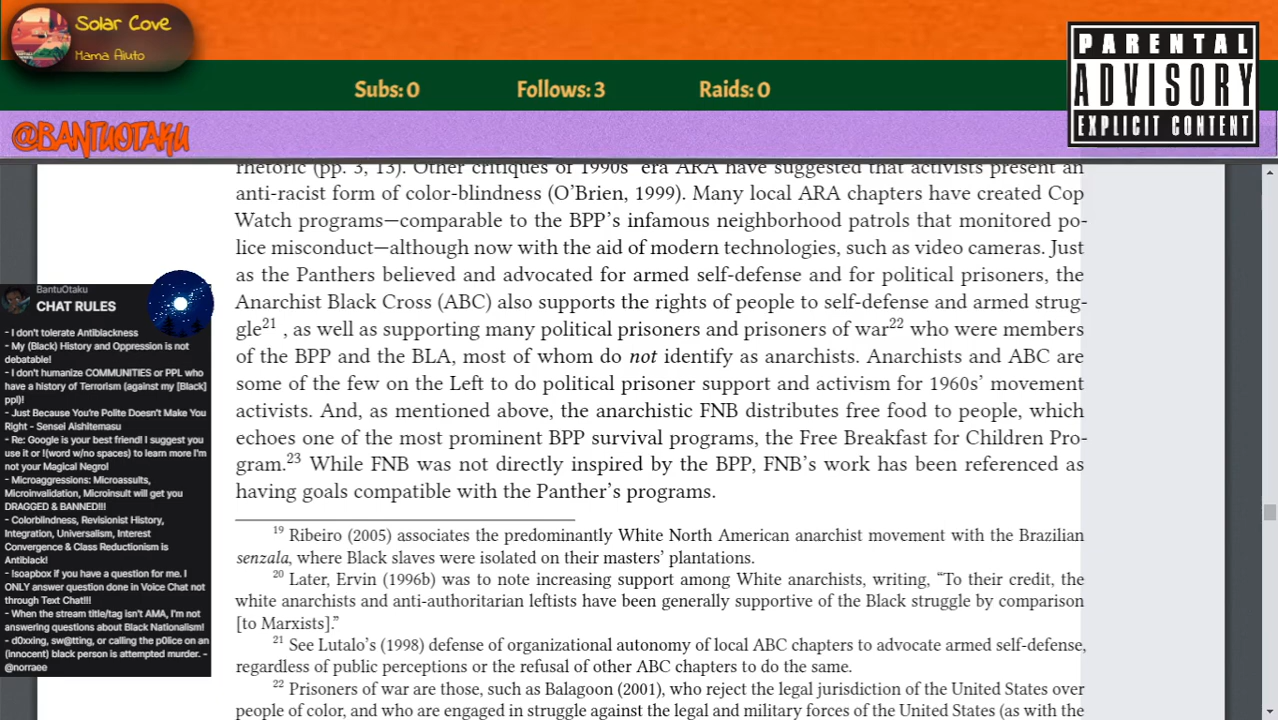 Solar Cove
Mama Aiuto
Subs: 0 Follows: 3 Raids: 0
PARENTAL
ADVISORY
EXPLICIT CONTENT
@BANTUOTAKU
rhetoric (pp. 3, 13). Other critiques of 1990s' era ARA have suggested that activists present an
anti-racist form of color-blindness (O'Brien, 1999). Many local ARA chapters have created Cop
Watch programs—comparable to the BPP's infamous neighborhood patrols that monitored po-
lice misconduct—although now with the aid of modern technologies, such as video cameras. Just
as the Panthers believed and advocated for armed self-defense and for political prisoners, the
Anarchist Black Cross (ABC) also supports the rights of people to self-defense and armed strug-
gle21 , as well as supporting many political prisoners and prisoners of war22 who were members
of the BPP and the BLA, most of whom do not identify as anarchists. Anarchists and ABC are
some of the few on the Left to do political prisoner support and activism for 1960s' movement
activists. And, as mentioned above, the anarchistic FNB distributes free food to people, which
echoes one of the most prominent BPP survival programs, the Free Breakfast for Children Pro-
gram.23 While FNB was not directly inspired by the BPP, FNB's work has been referenced as
having goals compatible with the Panther's programs.
19 Ribeiro (2005) associates the predominantly White North American anarchist movement with the Brazilian
senzala, where Black slaves were isolated on their masters' plantations.
20 Later, Ervin (1996b) was to note increasing support among White anarchists, writing, “To their credit, the
white anarchists and anti-authoritarian leftists have been generally supportive of the Black struggle by comparison
[to Marxists].”
21 See Lutalo's (1998) defense of organizational autonomy of local ABC chapters to advocate armed self-defense,
regardless of public perceptions or the refusal of other ABC chapters to do the same.
22 Prisoners of war are those, such as Balagoon (2001), who reject the legal jurisdiction of the United States over
people of color, and who are engaged in struggle against the legal and military forces of the United States (as with the
BantuOtaku
CHAT RULES
- I don't tolerate Antiblackness
- My (Black) History and Oppression is not
debatable!
- I don't humanize COMMUNITIES or PPL who
have a history of Terrorism (against my [Black]
ppl)!
- Just Because You're Polite Doesn't Make You
Right - Sensei Aishitemasu
- Re: Google is your best friend! I suggest you
use it or !(word w/no spaces) to learn more I'm
not your Magical Negro!
- Microaggressions: Microassults,
Microinvalidation, Microinsult will get you
DRAGGED & BANNED!!!
- Colorblindness, Revisionist History,
Integration, Universalism, Interest
Convergence & Class Reductionism is
Antiblack!
- !soapbox if you have a question for me. I
ONLY answer question done in Voice Chat not
through Text Chat!!!
- When the stream title/tag isn't AMA, I'm not
answering questions about Black Nationalism!
- d0xxing, sw@tting, or calling the p0lice on an
(innocent) black person is attempted murder. -
@norraee